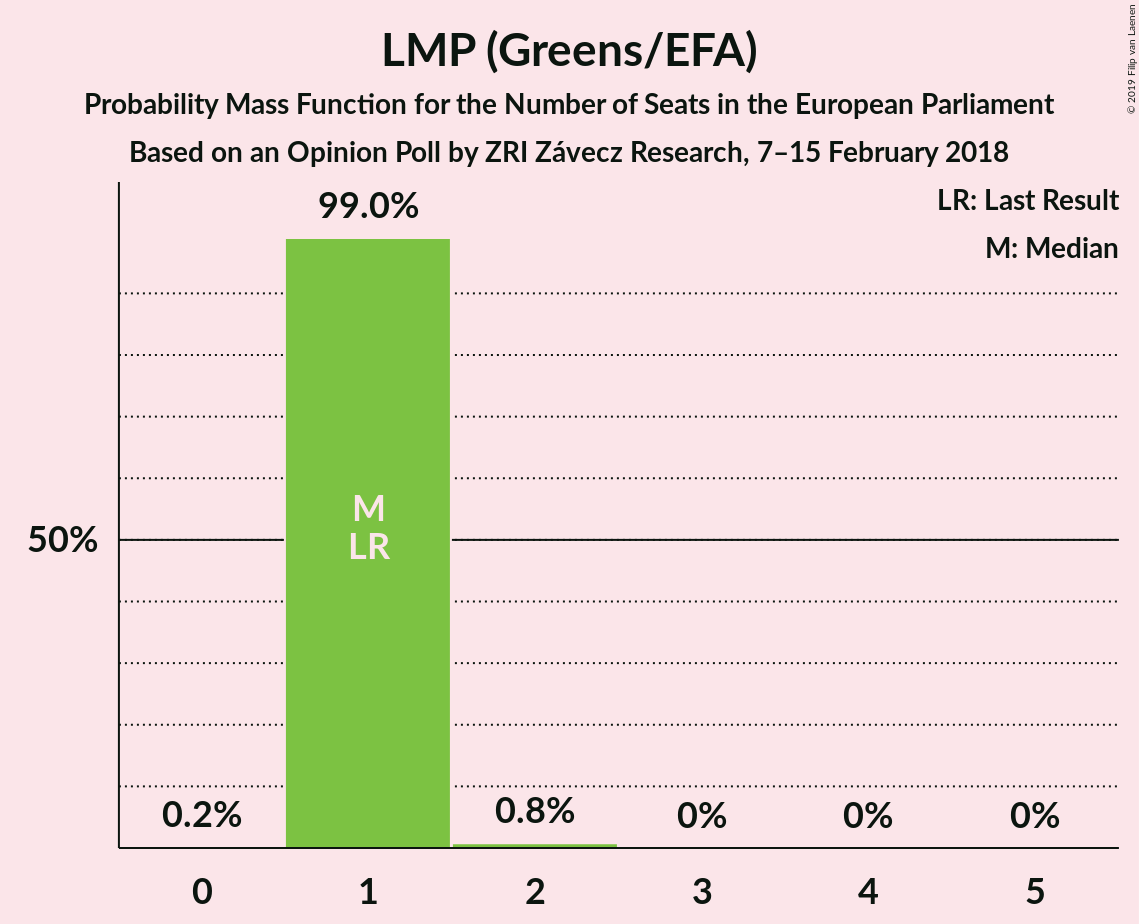 LMP (Greens/EFA)
Probability Mass Function for the Number of Seats in the European Parliament
Based on an Opinion Poll by ZRI Závecz Research, 7–15 February 2018
© 2019 Filip van Laenen
LR: Last Result
M: Median
99.0%
M
LR
50%
0.2%
0.8%
0%
0%
0%
0
1
2
3
4
5